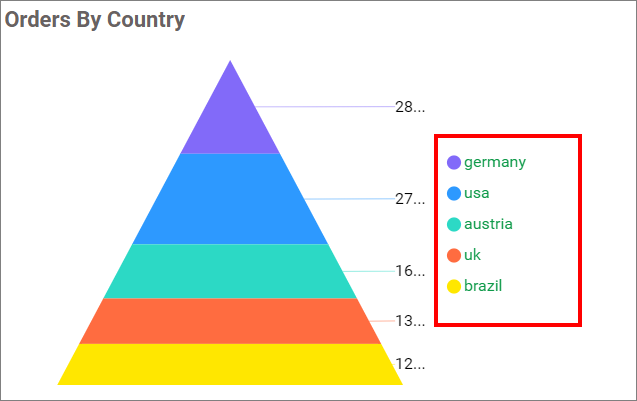 Orders By Country
28...
27...
16...
13...
12...
germany
usa
austria
uk
brazil